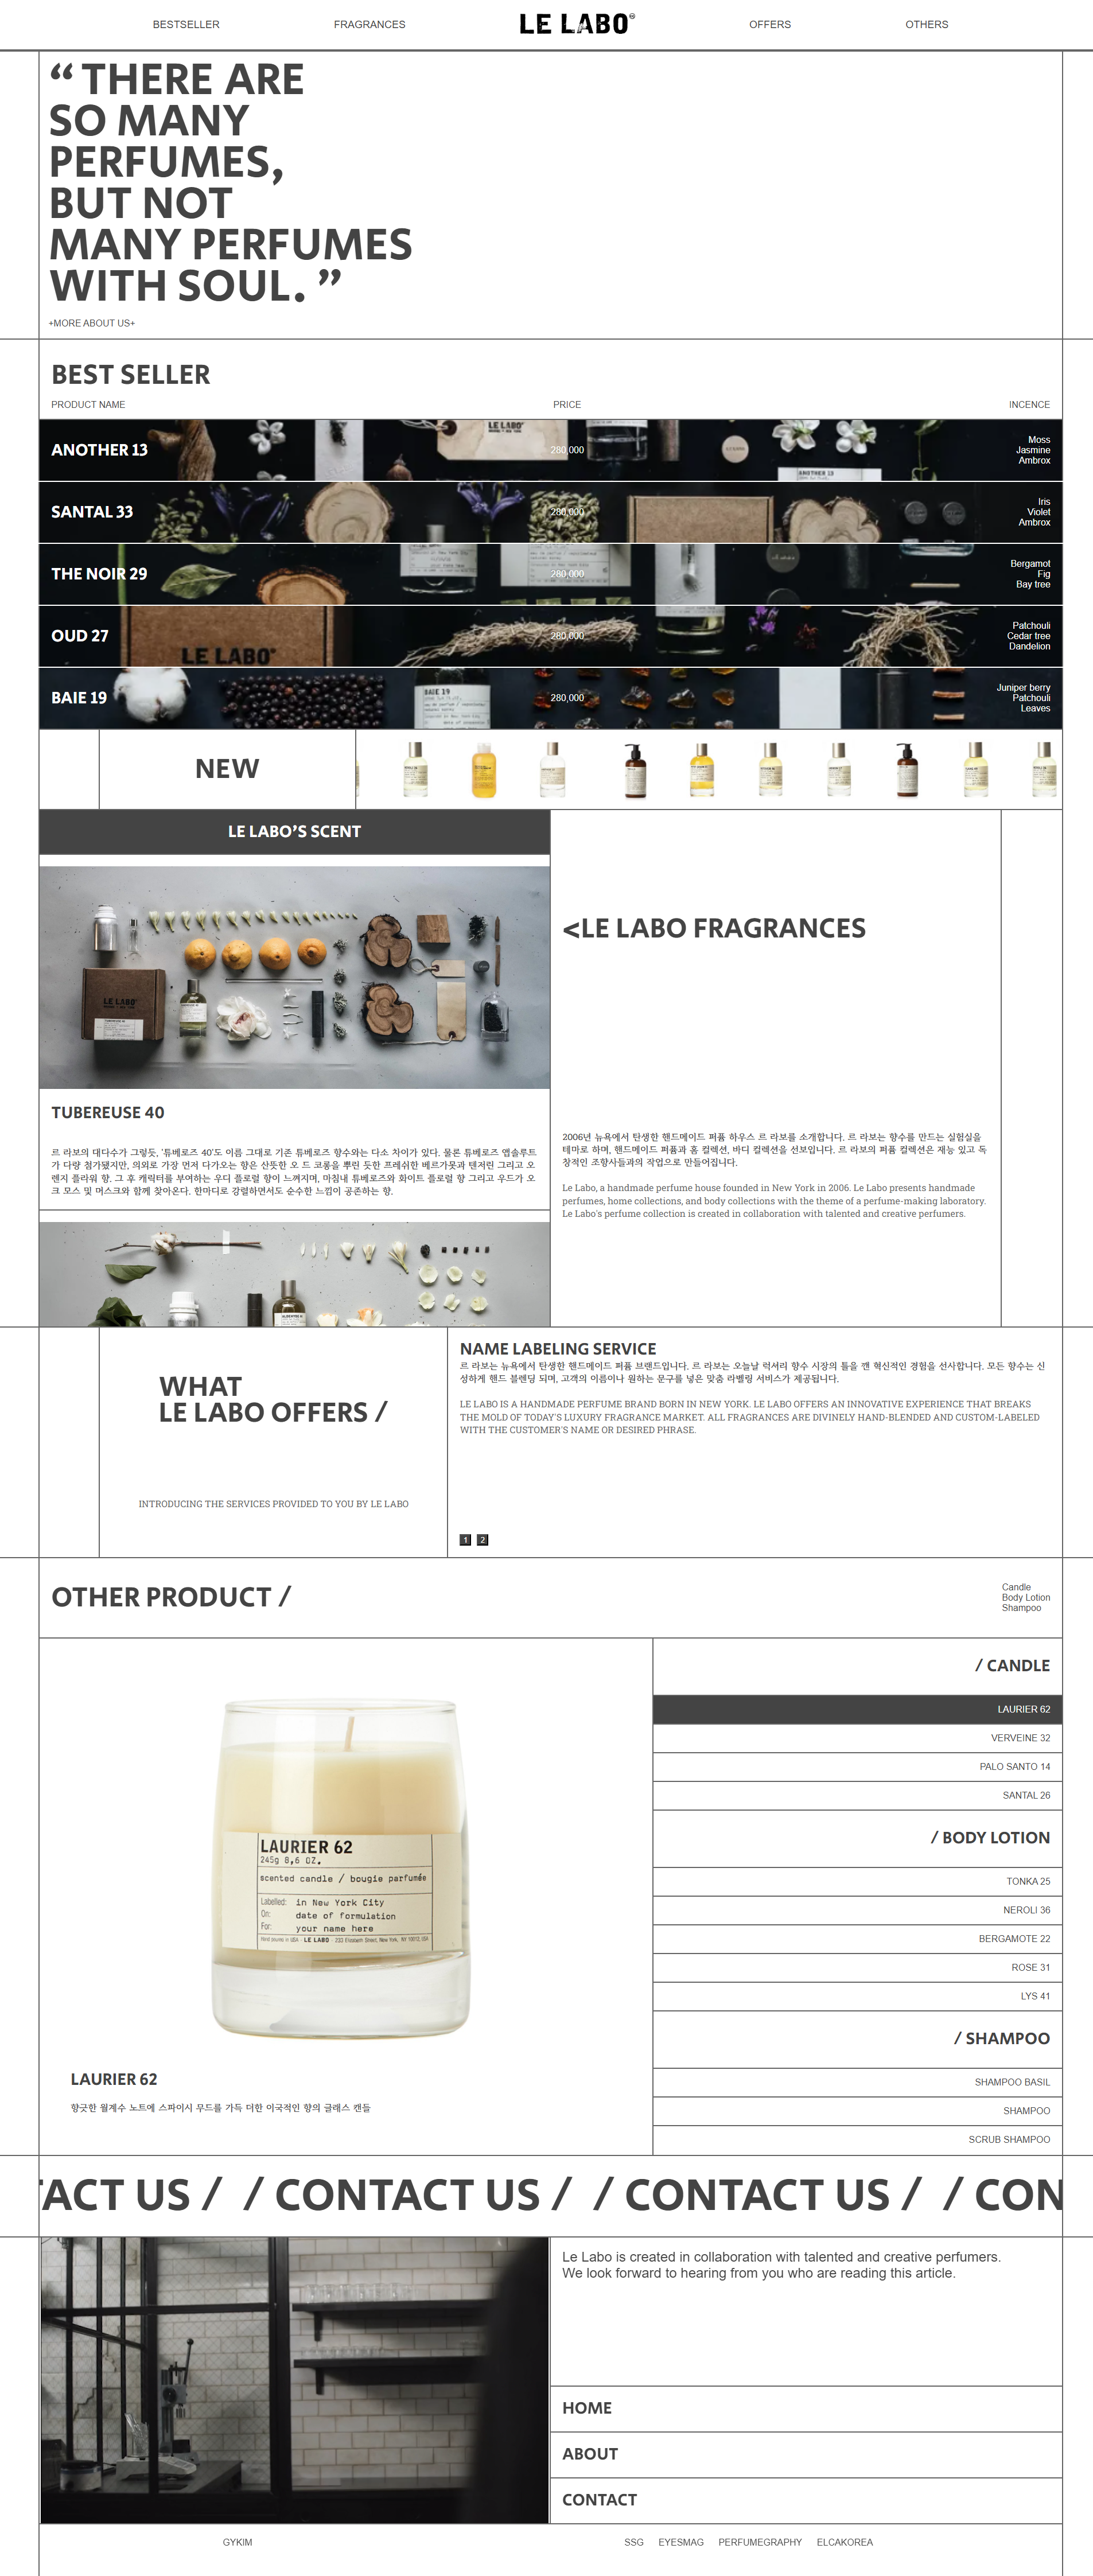 BESTSELLER
FRAGRANCES
LE LABO
OFFERS
OTHERS
“ THERE ARE
SO MANY
PERFUMES,
BUT NOT
MANY PERFUMES
WITH SOUL. ”
+MORE ABOUT US+
BEST SELLER
PRODUCT NAME
PRICE
INCENCE
ANOTHER 13
280,000
Moss
Jasmine
Ambrox
SANTAL 33
280,000
Iris
Violet
Ambrox
THE NOIR 29
280,000
Bergamot
Fig
Bay tree
OUD 27
280,000
Patchouli
Cedar tree
Dandelion
BAIE 19
280,000
Juniper berry
Patchouli
Leaves
LE LABO
LE LABO
BAIE 19
NEW
LE LABO’S SCENT
LE LABO
TUBEREUSE 40
르 라보의 대다수가 그렇듯, '튜베로즈 40'도 이름 그대로 기존 튜베로즈 향수와는 다소 차이가 있다. 물론 튜베로즈 앱솔루트
가 다량 첨가됐지만, 의외로 가장 먼저 다가오는 향은 산뜻한 오 드 코롱을 뿌린 듯한 프레쉬한 베르가못과 텐저린 그리고 오
렌지 플라워 향. 그 후 캐릭터를 부여하는 우디 플로럴 향이 느껴지며, 마침내 튜베로즈와 화이트 플로럴 향 그리고 우드가 오
크 모스 및 머스크와 함께 찾아온다. 한마디로 강렬하면서도 순수한 느낌이 공존하는 향.
<LE LABO FRAGRANCES
2006년 뉴욕에서 탄생한 핸드메이드 퍼퓸 하우스 르 라보를 소개합니다. 르 라보는 향수를 만드는 실험실을
테마로 하며, 핸드메이드 퍼퓸과 홈 컬렉션, 바디 컬렉션을 선보입니다. 르 라보의 퍼퓸 컬렉션은 재능 있고 독
창적인 조향사들과의 작업으로 만들어집니다.
Le Labo, a handmade perfume house founded in New York in 2006. Le Labo presents handmade
perfumes, home collections, and body collections with the theme of a perfume-making laboratory.
Le Labo's perfume collection is created in collaboration with talented and creative perfumers.
WHAT
LE LABO OFFERS /
INTRODUCING THE SERVICES PROVIDED TO YOU BY LE LABO
NAME LABELING SERVICE
르 라보는 뉴욕에서 탄생한 핸드메이드 퍼퓸 브랜드입니다. 르 라보는 오늘날 럭셔리 향수 시장의 틀을 깬 혁신적인 경험을 선사합니다. 모든 향수는 신
성하게 핸드 블렌딩 되며, 고객의 이름이나 원하는 문구를 넣은 맞춤 라벨링 서비스가 제공됩니다.
LE LABO IS A HANDMADE PERFUME BRAND BORN IN NEW YORK. LE LABO OFFERS AN INNOVATIVE EXPERIENCE THAT BREAKS
THE MOLD OF TODAY'S LUXURY FRAGRANCE MARKET. ALL FRAGRANCES ARE DIVINELY HAND-BLENDED AND CUSTOM-LABELED
WITH THE CUSTOMER'S NAME OR DESIRED PHRASE.
1 2
OTHER PRODUCT /
Candle
Body Lotion
Shampoo
LAURIER 62
245g 8,6 OZ.
scented candle / bougie parfumée
Labelled: in New York City
On: date of formulation
For: your name here
Hand poured in USA · LE LABO · 233 Elizabeth Street, New York, NY 10012, USA
LAURIER 62
향긋한 월계수 노트에 스파이시 무드를 가득 더한 이국적인 향의 글래스 캔들
/ CANDLE
LAURIER 62
VERVEINE 32
PALO SANTO 14
SANTAL 26
/ BODY LOTION
TONKA 25
NEROLI 36
BERGAMOTE 22
ROSE 31
LYS 41
/ SHAMPOO
SHAMPOO BASIL
SHAMPOO
SCRUB SHAMPOO
TACT US / / CONTACT US / / CONTACT US / / CON
Le Labo is created in collaboration with talented and creative perfumers.
We look forward to hearing from you who are reading this article.
HOME
ABOUT
CONTACT
GYKIM
SSG
EYESMAG
PERFUMEGRAPHY
ELCAKOREA